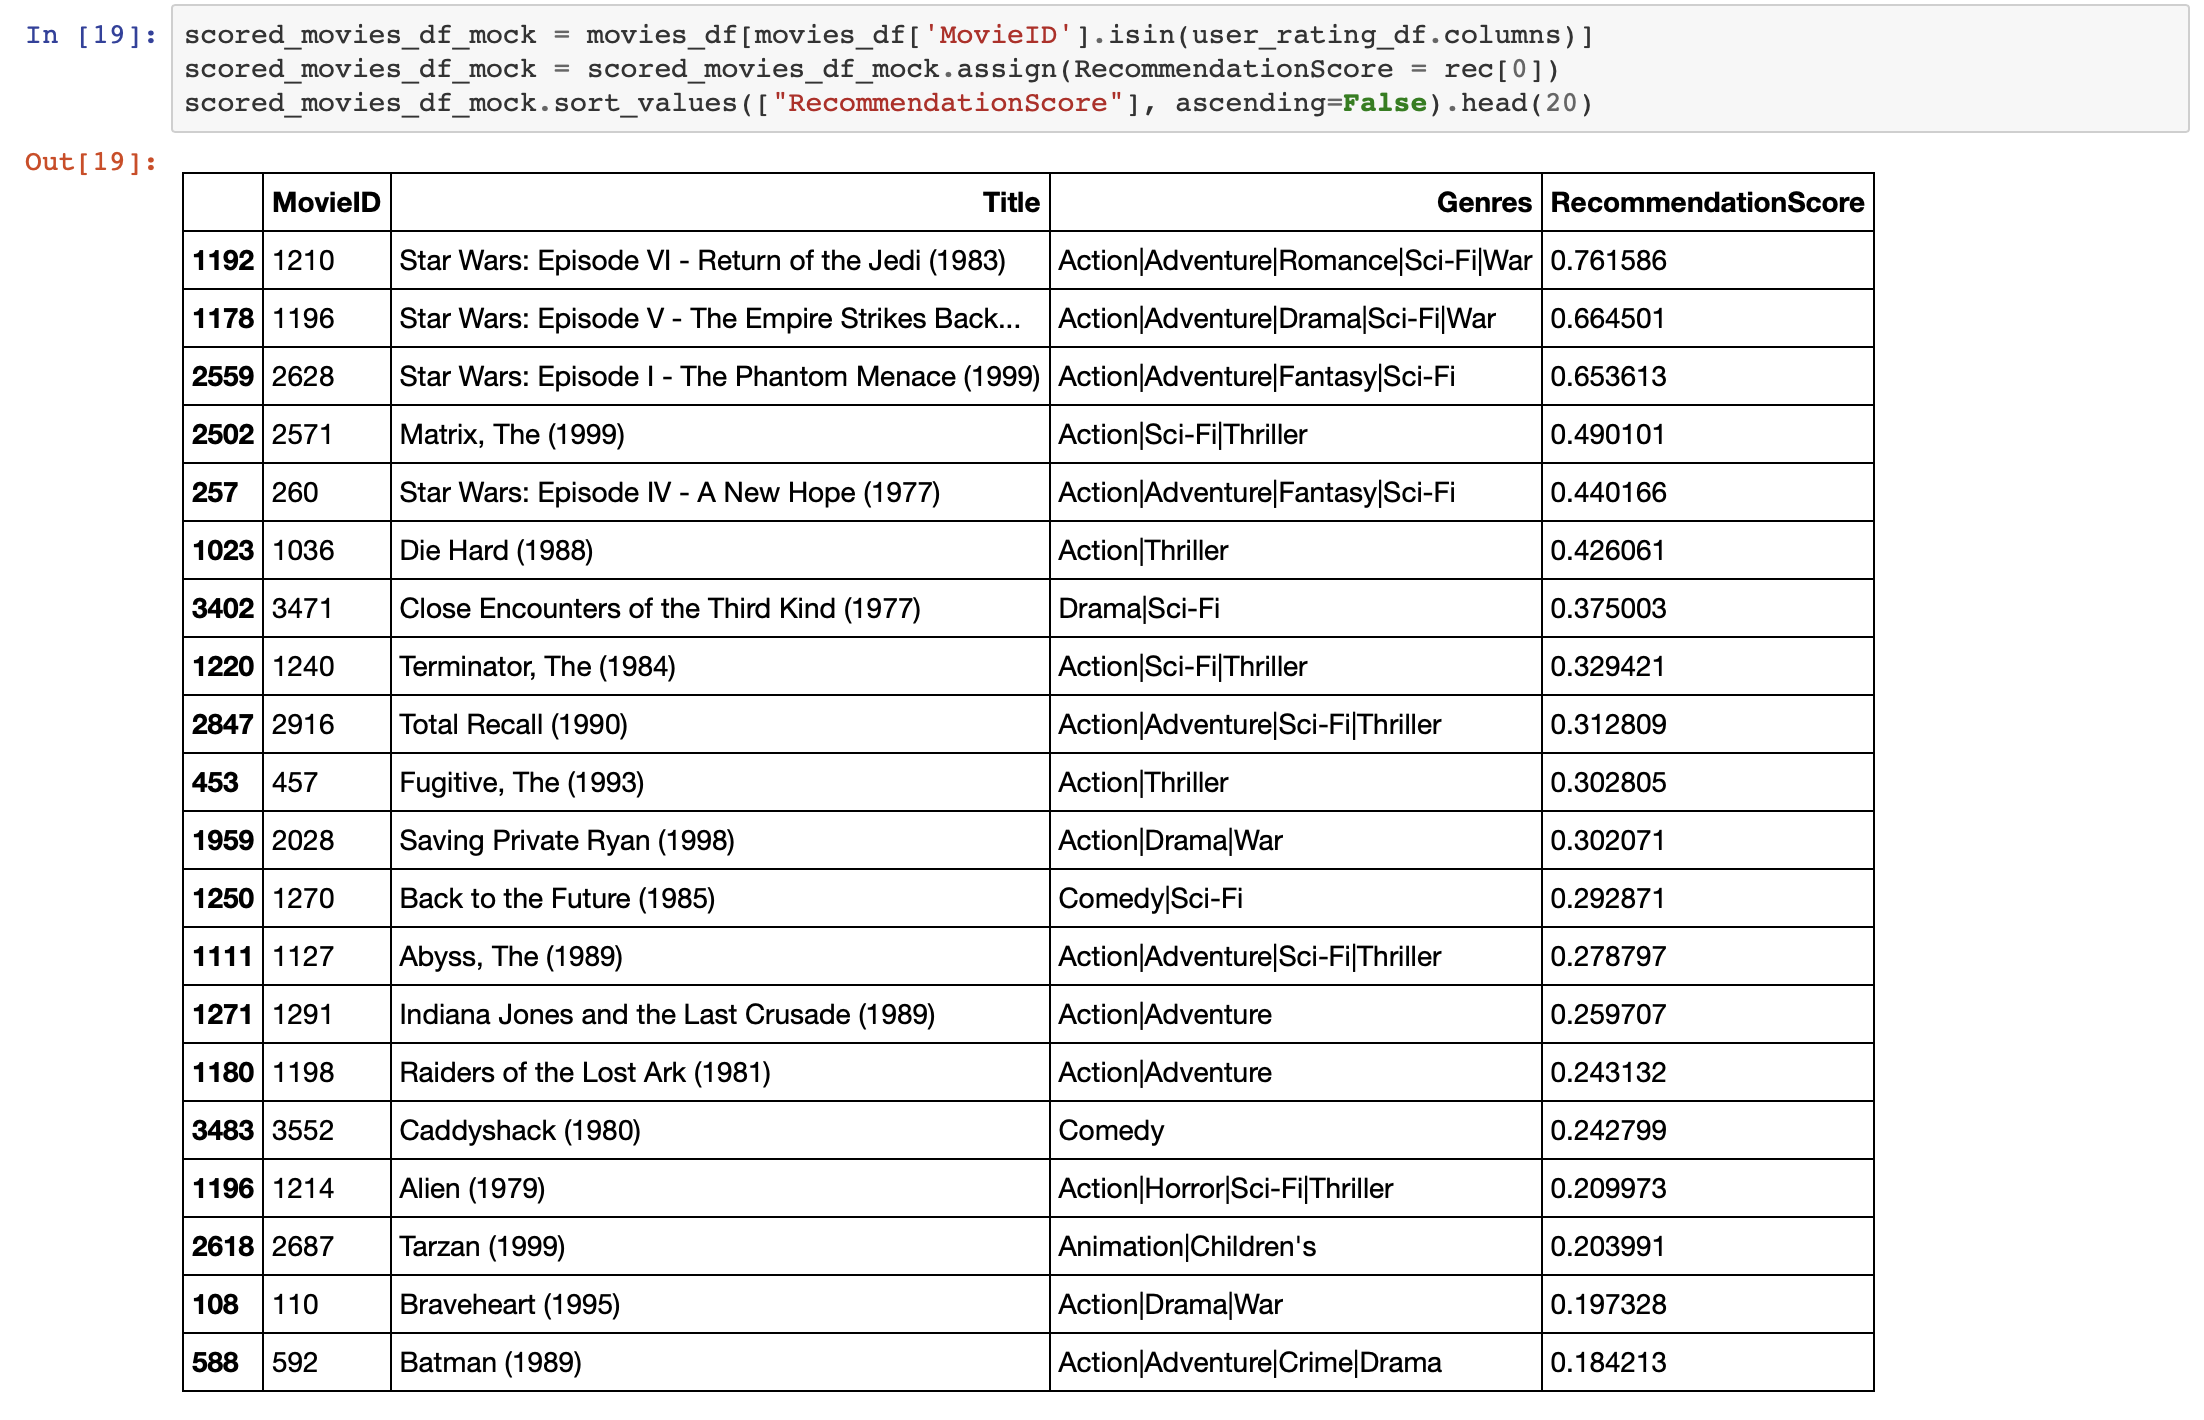 In [19]: scored_movies_df_mock = movies_df[movies_df['MovieID'].isin(user_rating_df.columns)]
scored_movies_df_mock = scored_movies_df_mock.assign(RecommendationScore = rec[0])
scored_movies_df_mock.sort_values(["RecommendationScore"], ascending=False).head(20)
Out[19]:
MovieID Title Genres RecommendationScore
1192 1210 Star Wars: Episode VI - Return of the Jedi (1983) Action|Adventure|Romance|Sci-Fi|War 0.761586
1178 1196 Star Wars: Episode V - The Empire Strikes Back... Action|Adventure|Drama|Sci-Fi|War 0.664501
2559 2628 Star Wars: Episode I - The Phantom Menace (1999) Action|Adventure|Fantasy|Sci-Fi 0.653613
2502 2571 Matrix, The (1999) Action|Sci-Fi|Thriller 0.490101
257 260 Star Wars: Episode IV - A New Hope (1977) Action|Adventure|Fantasy|Sci-Fi 0.440166
1023 1036 Die Hard (1988) Action|Thriller 0.426061
3402 3471 Close Encounters of the Third Kind (1977) Drama|Sci-Fi 0.375003
1220 1240 Terminator, The (1984) Action|Sci-Fi|Thriller 0.329421
2847 2916 Total Recall (1990) Action|Adventure|Sci-Fi|Thriller 0.312809
453 457 Fugitive, The (1993) Action|Thriller 0.302805
1959 2028 Saving Private Ryan (1998) Action|Drama|War 0.302071
1250 1270 Back to the Future (1985) Comedy|Sci-Fi 0.292871
1111 1127 Abyss, The (1989) Action|Adventure|Sci-Fi|Thriller 0.278797
1271 1291 Indiana Jones and the Last Crusade (1989) Action|Adventure 0.259707
1180 1198 Raiders of the Lost Ark (1981) Action|Adventure 0.243132
3483 3552 Caddyshack (1980) Comedy 0.242799
1196 1214 Alien (1979) Action|Horror|Sci-Fi|Thriller 0.209973
2618 2687 Tarzan (1999) Animation|Children's 0.203991
108 110 Braveheart (1995) Action|Drama|War 0.197328
588 592 Batman (1989) Action|Adventure|Crime|Drama 0.184213